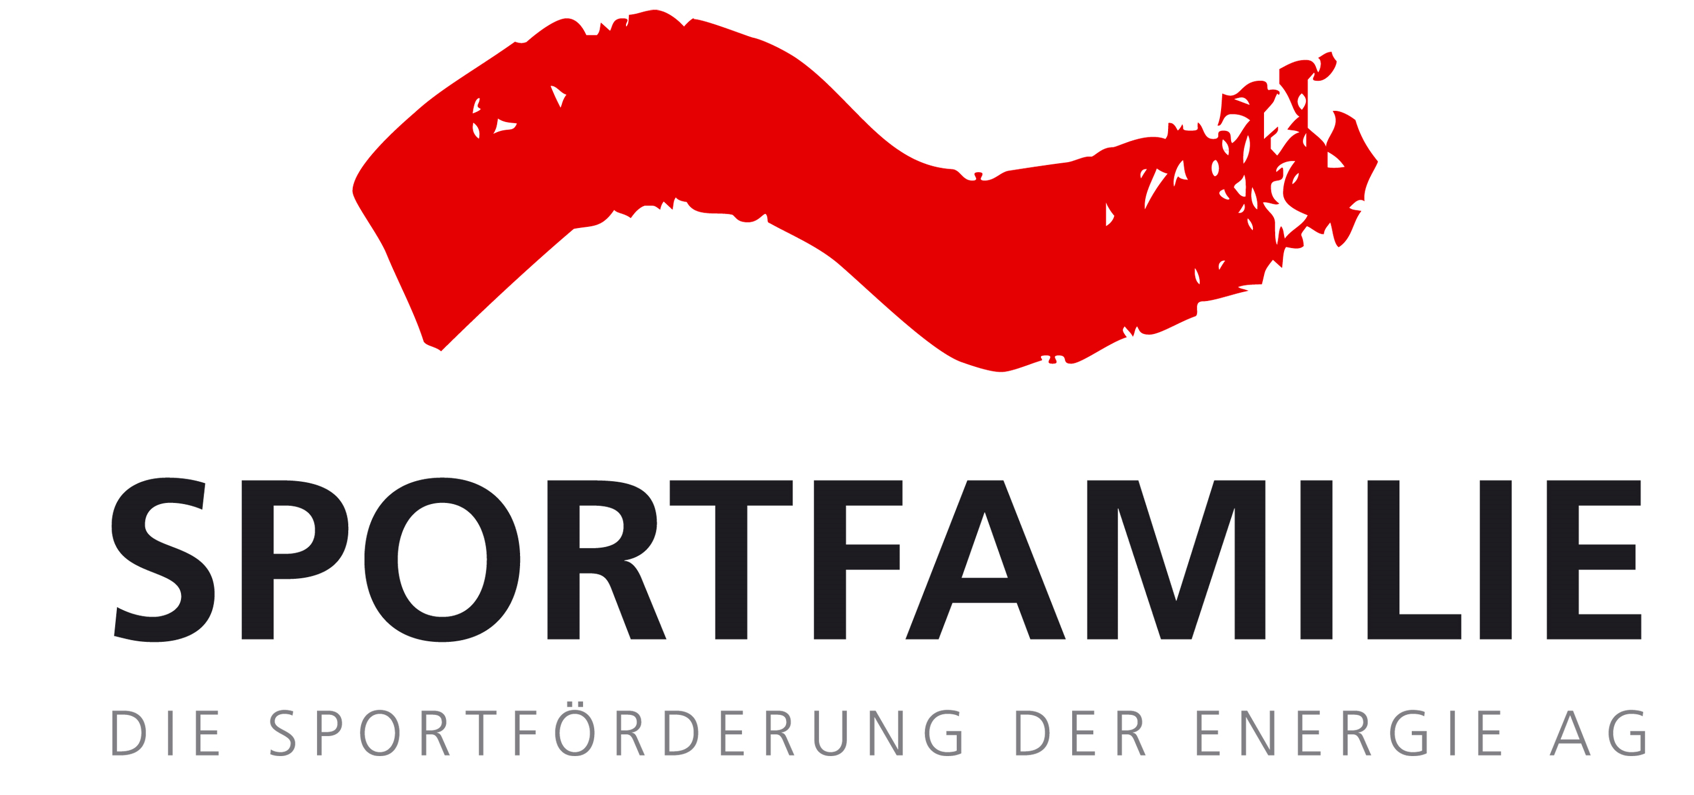 SPORTFAMILIE
DIE SPORTFÖRDERUNG DER ENERGIE AG